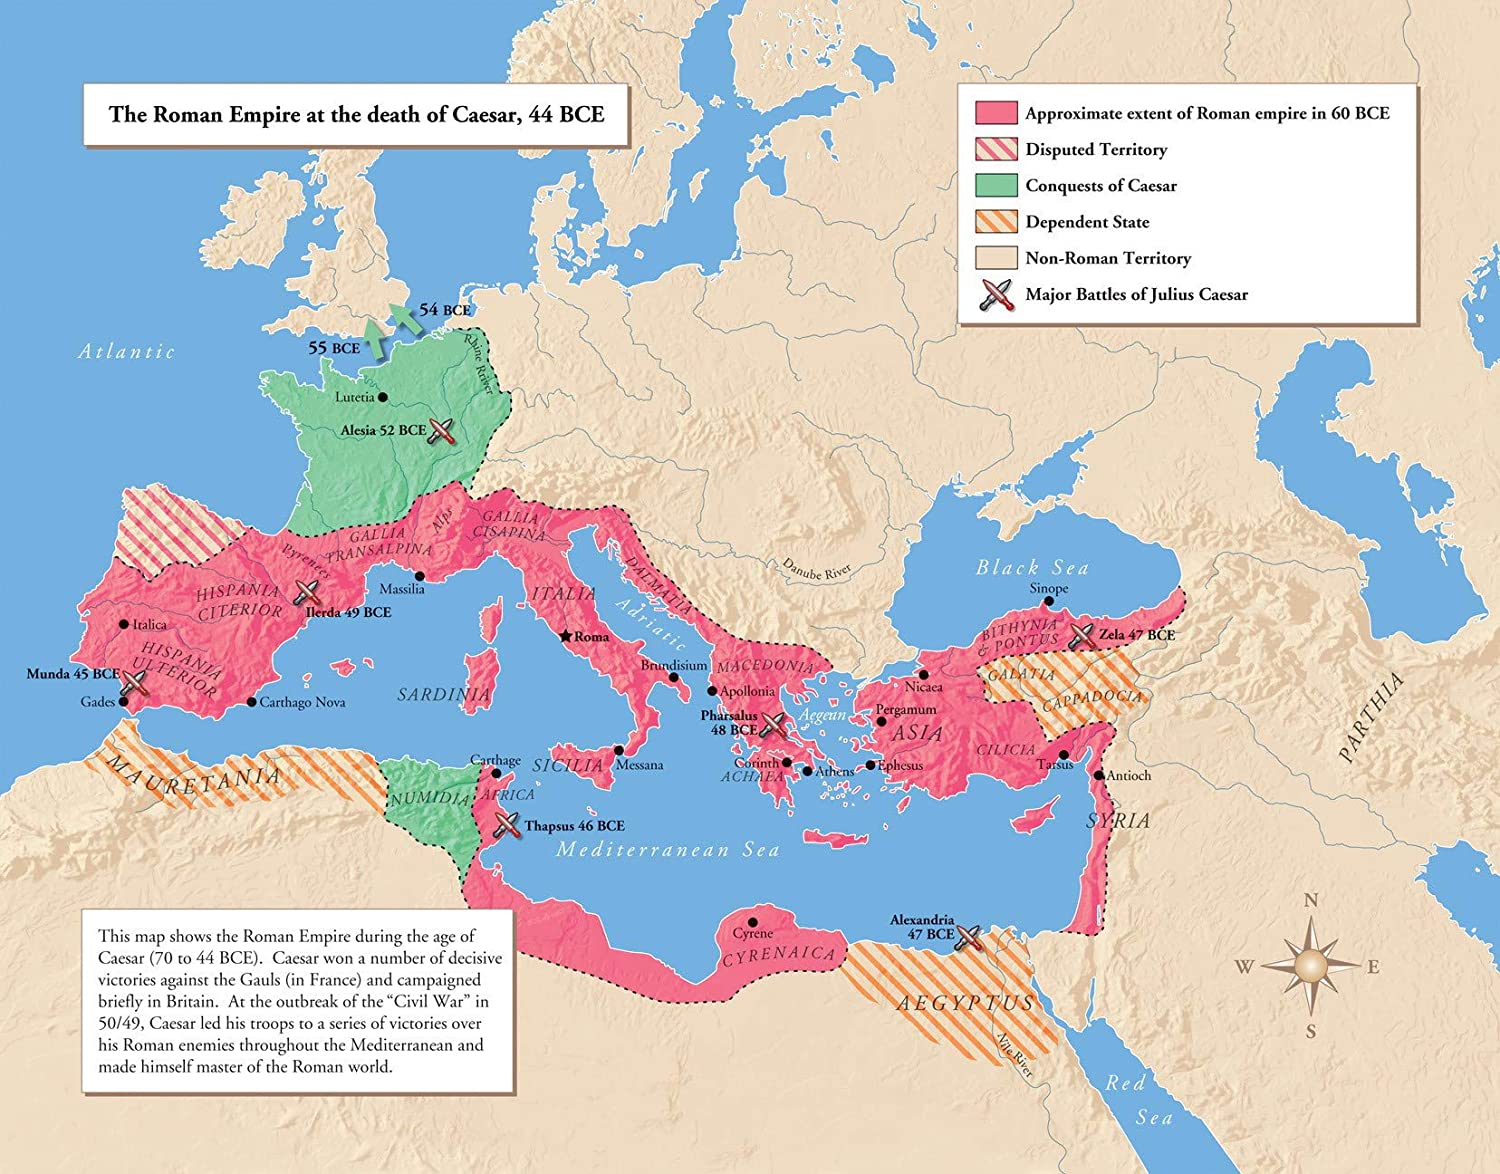 The Roman Empire at the death of Caesar, 44 BCE
Approximate extent of Roman empire in 60 BCE
Disputed Territory
Conquests of Caesar
Dependent State
Non-Roman Territory
Major Battles of Julius Caesar
54 BCE
55 BCE
Atlantic
Rhine Rriver
Lutetia
Alesia 52 BCE
Alps
GALLIA
CISAPINA
GALLIA
TRANSALPINA
Pyrenees
Massilia
HISPANIA
CITERIOR
Ilerda 49 BCE
Italica
HISPANIA
ULTERIOR
Munda 45 BCE
Gades
Carthago Nova
ITALIA
Roma
DALMATIA
Adriatic
Danube River
Black Sea
Sinope
BITHYNIA
& PONTUS
Zela 47 BCE
GALATIA
CAPPADOCIA
Nicaea
Brundisium
MACEDONIA
Apollonia
Pharsalus
48 BCE
Aegean
Pergamum
ASIA
CILICIA
Tarsus
Antioch
PARTHIA
SARDINIA
Carthage
SICILIA
Messana
Corinth
ACHAEA
Athens
Ephesus
SYRIA
MAURETANIA
NUMIDIA
AFRICA
Thapsus 46 BCE
Mediterranean Sea
Cyrene
CYRENAICA
Alexandria
47 BCE
AEGYPTUS
Nile River
Red
Sea
N
W
E
S
This map shows the Roman Empire during the age of
Caesar (70 to 44 BCE). Caesar won a number of decisive
victories against the Gauls (in France) and campaigned
briefly in Britain. At the outbreak of the “Civil War” in
50/49, Caesar led his troops to a series of victories over
his Roman enemies throughout the Mediterranean and
made himself master of the Roman world.